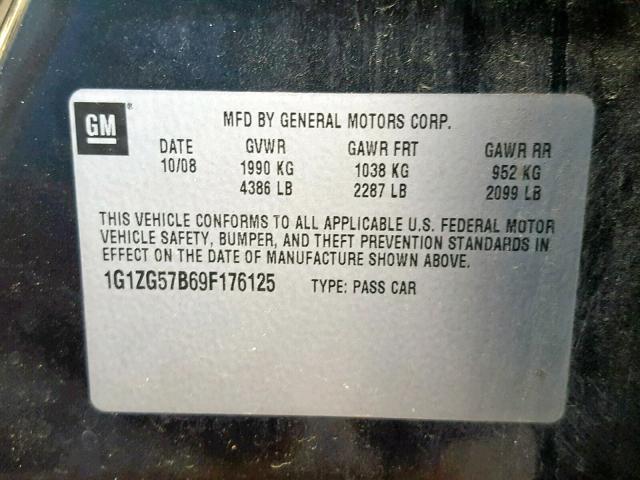 GM® MFD BY GENERAL MOTORS CORP.
DATE GVWR GAWR FRT GAWR RR
10/08 1990 KG 1038 KG 952 KG
4386 LB 2287 LB 2099 LB
THIS VEHICLE CONFORMS TO ALL APPLICABLE U.S. FEDERAL MOTOR
VEHICLE SAFETY, BUMPER, AND THEFT PREVENTION STANDARDS IN
EFFECT ON THE DATE OF MANUFACTURE SHOWN ABOVE.
1G1ZG57B69F176125 TYPE: PASS CAR